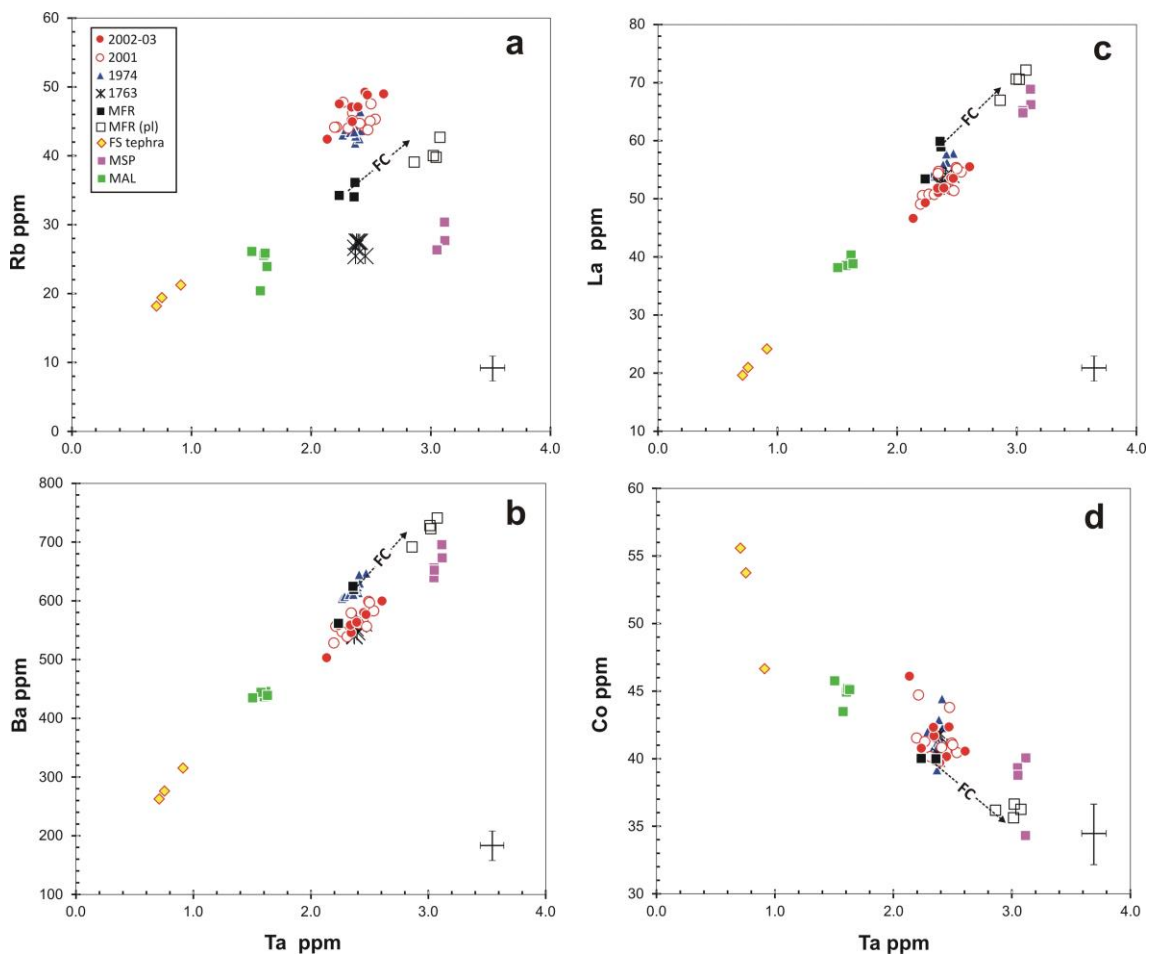 a
60
50
40
30
20
10
0
Rb ppm
2002-03
2001
1974
1763
MFR
MFR (pl)
FS tephra
MSP
MAL
FC
0.0 1.0 2.0 3.0 4.0
c
80
70
60
50
40
30
20
10
La ppm
FC
0.0 1.0 2.0 3.0 4.0
b
800
700
600
500
400
300
200
100
Ba ppm
FC
0.0 1.0 2.0 3.0 4.0
Ta ppm
d
60
55
50
45
40
35
30
Co ppm
FC
0.0 1.0 2.0 3.0 4.0
Ta ppm